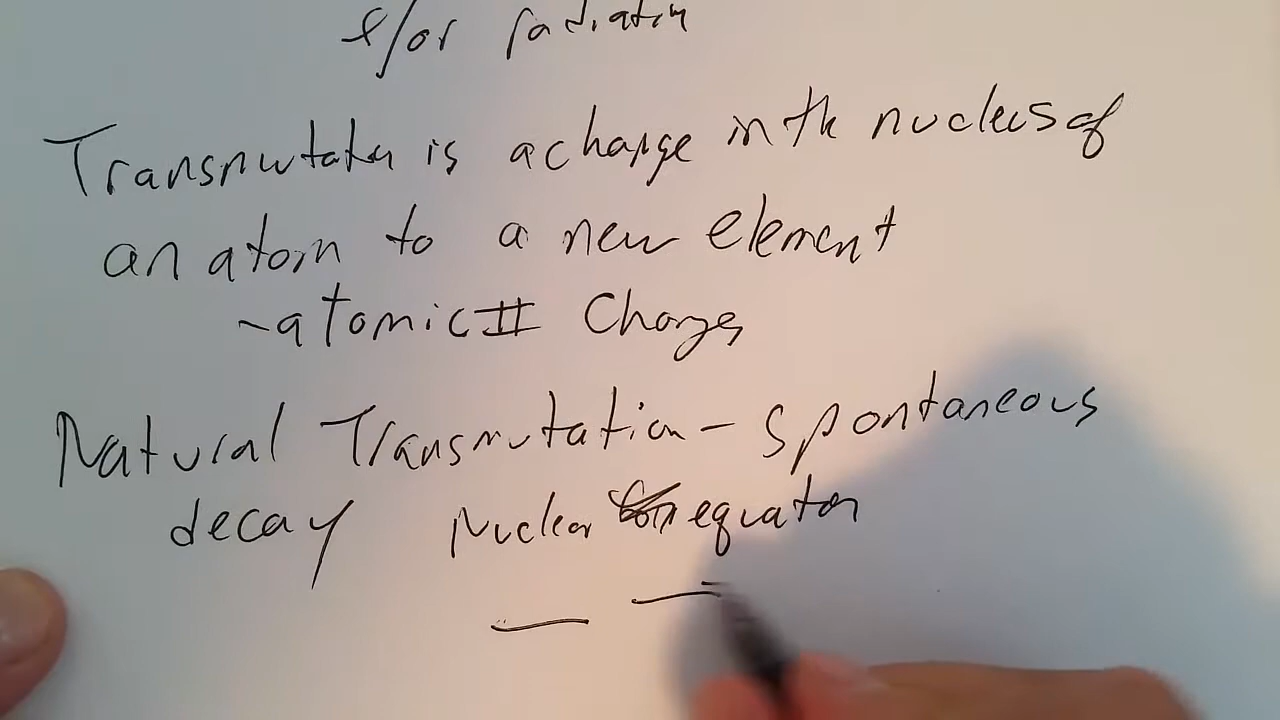 &/or radiation
Transmutation is a change in the nucleus of
an atom to a new element
~atomic # Changes
Natural Transmutation - spontaneous
decay Nuclear equation